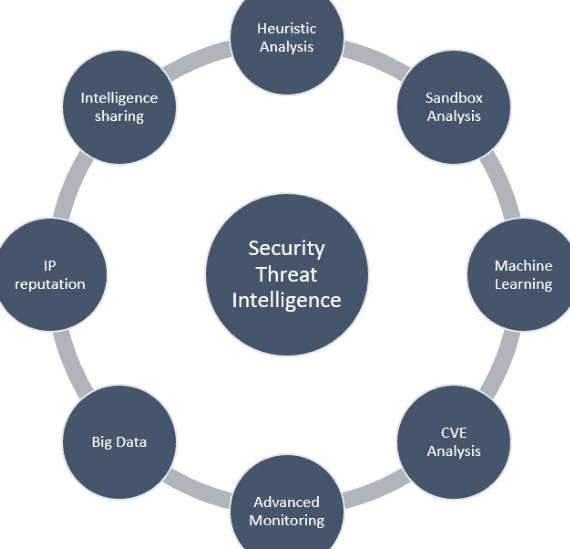 Heuristic
Analysis
Sandbox
Analysis
Machine
Learning
CVE
Analysis
Advanced
Monitoring
Big Data
IP
reputation
Intelligence
sharing
Security
Threat
Intelligence